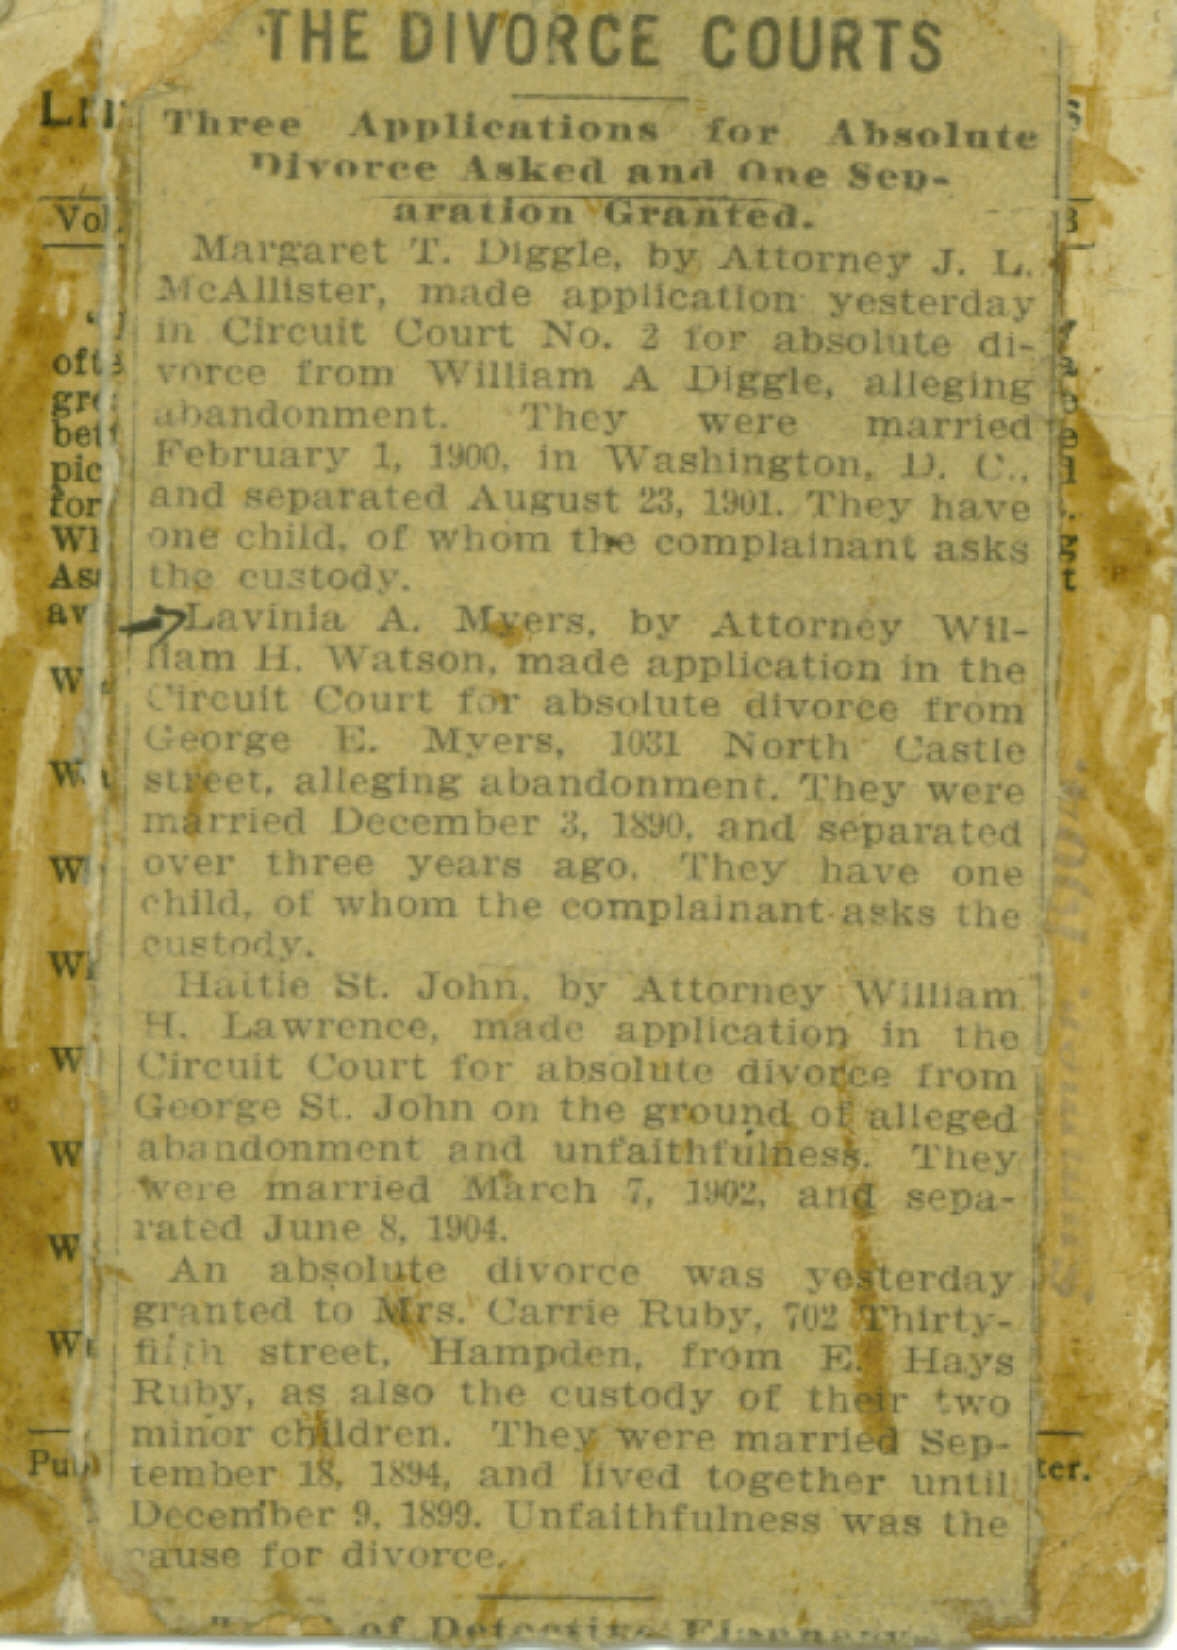 THE DIVORCE COURTS
Three Applications for Absolute
Divorce Asked and One Sep-
aration Granted.
Margaret T. Diggle, by Attorney J. L.
McAllister, made application yesterday
in Circuit Court No. 2 for absolute di-
vorce from William A Diggle, alleging
abandonment. They were married
February 1, 1900, in Washington, D. C.,
and separated August 23, 1901. They have
one child, of whom the complainant asks
the custody.
Lavinia A. Myers, by Attorney Wil-
liam H. Watson, made application in the
Circuit Court for absolute divorce from
George E. Myers, 1031 North Castle
street, alleging abandonment. They were
married December 3, 1890, and separated
over three years ago. They have one
child, of whom the complainant asks the
custody.
Hattie St. John, by Attorney William
H. Lawrence, made application in the
Circuit Court for absolute divorce from
George St. John on the ground of alleged
abandonment and unfaithfulness. They
were married March 7, 1902, and sepa-
rated June 8, 1904.
An absolute divorce was yesterday
granted to Mrs. Carrie Ruby, 702 Thirty-
fifth street, Hampden, from E. Hays
Ruby, as also the custody of their two
minor children. They were married Sep-
tember 18, 1894, and lived together until
December 9, 1899. Unfaithfulness was the
cause for divorce.
of Detective
Vol.
Summer. 1904.